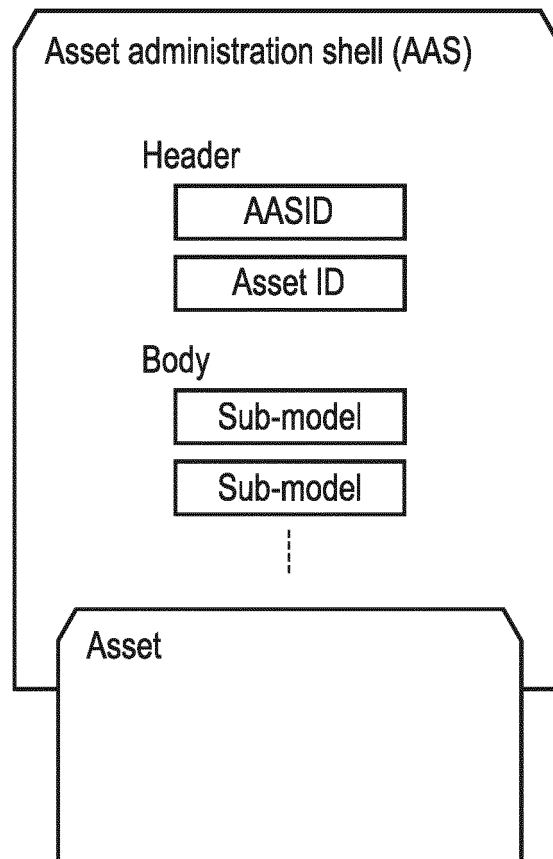 Asset administration shell (AAS)
Header
AASID
Asset ID
Body
Sub-model
Sub-model
Asset